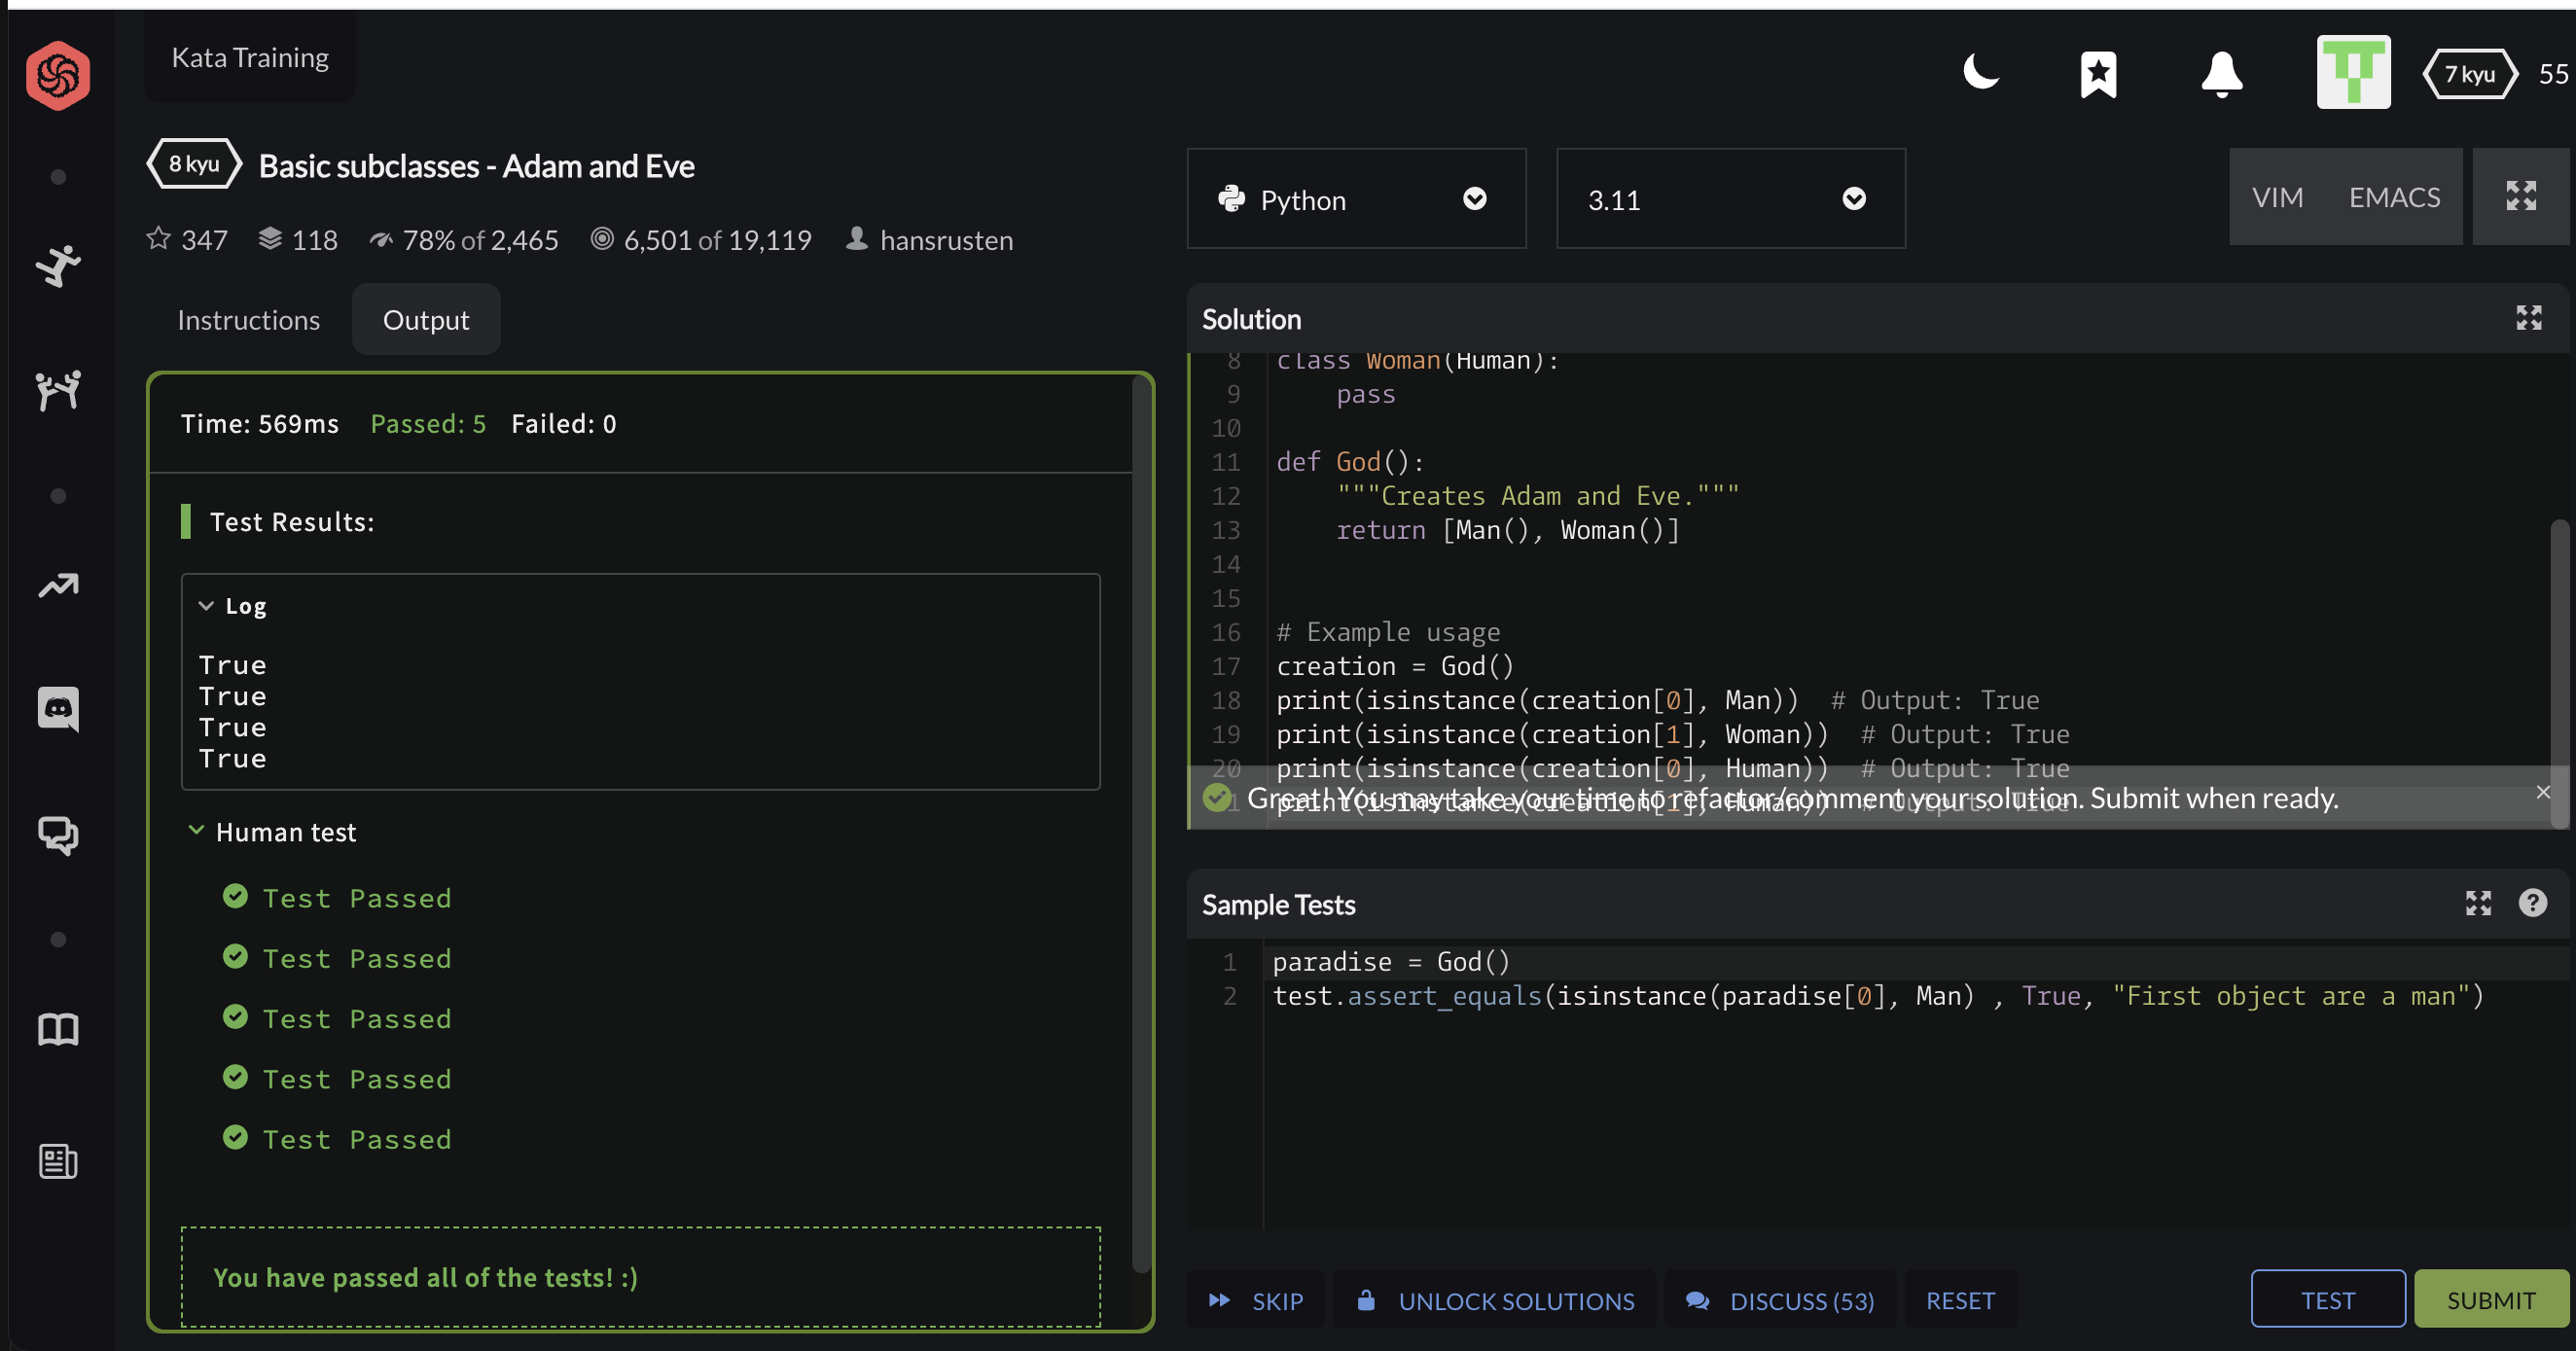 Kata Training
7 kyu 55
8 kyu Basic subclasses - Adam and Eve
347 118 78% of 2,465 6,501 of 19,119 hansrusten
Instructions Output
Time: 569ms Passed: 5 Failed: 0
Test Results:
Log
True
True
True
True
Human test
Test Passed
Test Passed
Test Passed
Test Passed
Test Passed
You have passed all of the tests! :)
Python 3.11 VIM EMACS
Solution
8 class Woman(Human):
9 pass
10
11 def God():
12 """Creates Adam and Eve."""
13 return [Man(), Woman()]
14
15
16 # Example usage
17 creation = God()
18 print(isinstance(creation[0], Man)) # Output: True
19 print(isinstance(creation[1], Woman)) # Output: True
20 print(isinstance(creation[0], Human)) # Output: True
print(isinstance(creation[1], Human)) # Output: True
Great! You may take your time to refactor/comment your solution. Submit when ready.
Sample Tests
1 paradise = God()
2 test.assert_equals(isinstance(paradise[0], Man) , True, "First object are a man")
SKIP UNLOCK SOLUTIONS DISCUSS (53) RESET TEST SUBMIT